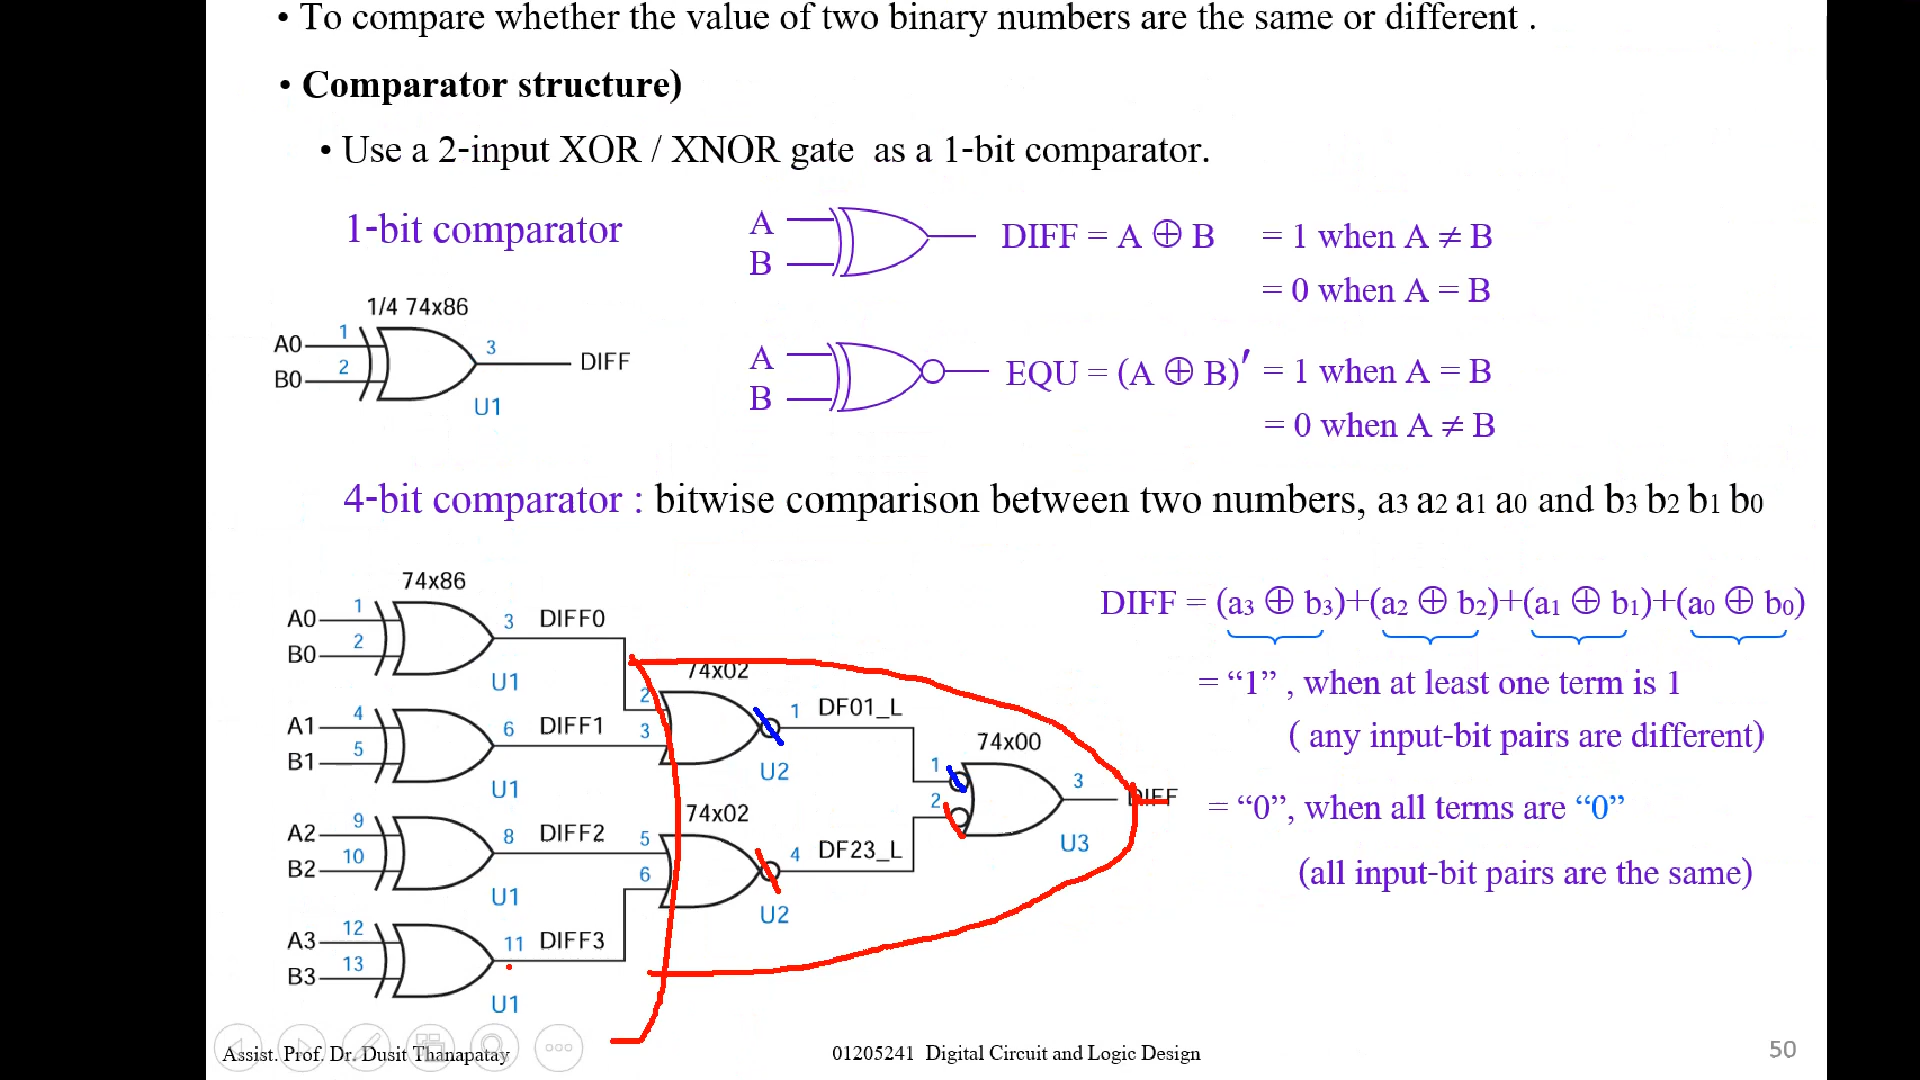 • To compare whether the value of two binary numbers are the same or different .
• Comparator structure)
• Use a 2-input XOR / XNOR gate as a 1-bit comparator.
1-bit comparator
A
B
DIFF = A ⊕ B = 1 when A ≠ B
= 0 when A = B
1/4 74x86
A0 1
B0 2
3 DIFF
U1
A
B
EQU = (A ⊕ B)′ = 1 when A = B
= 0 when A ≠ B
4-bit comparator : bitwise comparison between two numbers, a3 a2 a1 a0 and b3 b2 b1 b0
74x86
A0 1 3 DIFF0
B0 2
U1
A1 4 6 DIFF1
B1 5
U1
A2 9 8 DIFF2
B2 10
U1
A3 12 11 DIFF3
B3 13
U1
74x02
2 1 DF01_L
3
U2
74x02
5 4 DF23_L
6
U2
74x00
1
2
3 DIFF
U3
DIFF = (a3 ⊕ b3)+(a2 ⊕ b2)+(a1 ⊕ b1)+(a0 ⊕ b0)
= “1” , when at least one term is 1
( any input-bit pairs are different)
= “0”, when all terms are “0”
(all input-bit pairs are the same)
Assist. Prof. Dr. Dusit Thanapatay
01205241 Digital Circuit and Logic Design
50